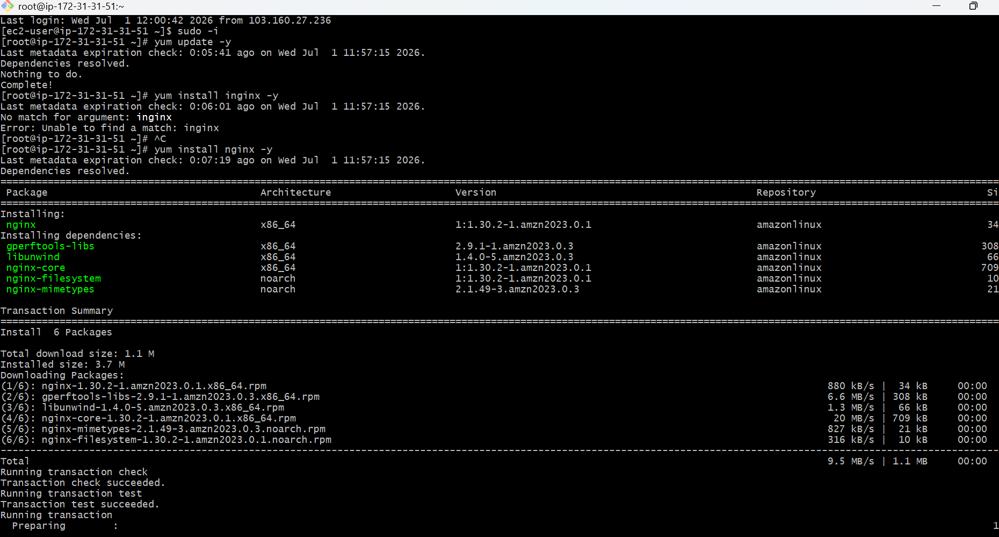 root@ip-172-31-31-51:~
Last login: Wed Jul  1 12:00:42 2026 from 103.160.27.236
[ec2-user@ip-172-31-31-51 ~]$ sudo -i
[root@ip-172-31-31-51 ~]# yum update -y
Last metadata expiration check: 0:05:41 ago on Wed Jul  1 11:57:15 2026.
Dependencies resolved.
Nothing to do.
Complete!
[root@ip-172-31-31-51 ~]# yum install inginx -y
Last metadata expiration check: 0:06:01 ago on Wed Jul  1 11:57:15 2026.
No match for argument: inginx
Error: Unable to find a match: inginx
[root@ip-172-31-31-51 ~]# ^C
[root@ip-172-31-31-51 ~]# yum install nginx -y
Last metadata expiration check: 0:07:19 ago on Wed Jul  1 11:57:15 2026.
Dependencies resolved.
Package Architecture Version Repository Si
Installing:
nginx x86_64 1:1.30.2-1.amzn2023.0.1 amazonlinux 34
Installing dependencies:
gperftools-libs x86_64 2.9.1-1.amzn2023.0.3 amazonlinux 308
libunwind x86_64 1.4.0-5.amzn2023.0.3 amazonlinux 66
nginx-core x86_64 1:1.30.2-1.amzn2023.0.1 amazonlinux 709
nginx-filesystem noarch 1:1.30.2-1.amzn2023.0.1 amazonlinux 10
nginx-mimetypes noarch 2.1.49-3.amzn2023.0.3 amazonlinux 21
Transaction Summary
Install  6 Packages
Total download size: 1.1 M
Installed size: 3.7 M
Downloading Packages:
(1/6): nginx-1.30.2-1.amzn2023.0.1.x86_64.rpm 880 kB/s |  34 kB 00:00
(2/6): gperftools-libs-2.9.1-1.amzn2023.0.3.x86_64.rpm 6.6 MB/s | 308 kB 00:00
(3/6): libunwind-1.4.0-5.amzn2023.0.3.x86_64.rpm 1.3 MB/s |  66 kB 00:00
(4/6): nginx-core-1.30.2-1.amzn2023.0.1.x86_64.rpm 20 MB/s | 709 kB 00:00
(5/6): nginx-mimetypes-2.1.49-3.amzn2023.0.3.noarch.rpm 827 kB/s |  21 kB 00:00
(6/6): nginx-filesystem-1.30.2-1.amzn2023.0.1.noarch.rpm 316 kB/s |  10 kB 00:00
Total 9.5 MB/s | 1.1 MB 00:00
Running transaction check
Transaction check succeeded.
Running transaction test
Transaction test succeeded.
Running transaction
Preparing : 1